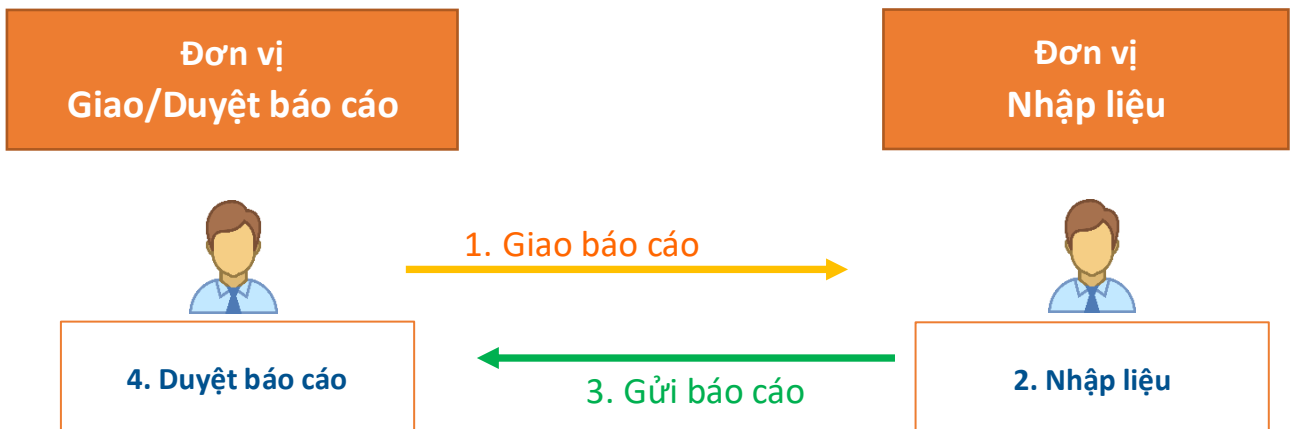 Đơn vị
Giao/Duyệt báo cáo
Đơn vị
Nhập liệu
1. Giao báo cáo
4. Duyệt báo cáo
3. Gửi báo cáo
2. Nhập liệu